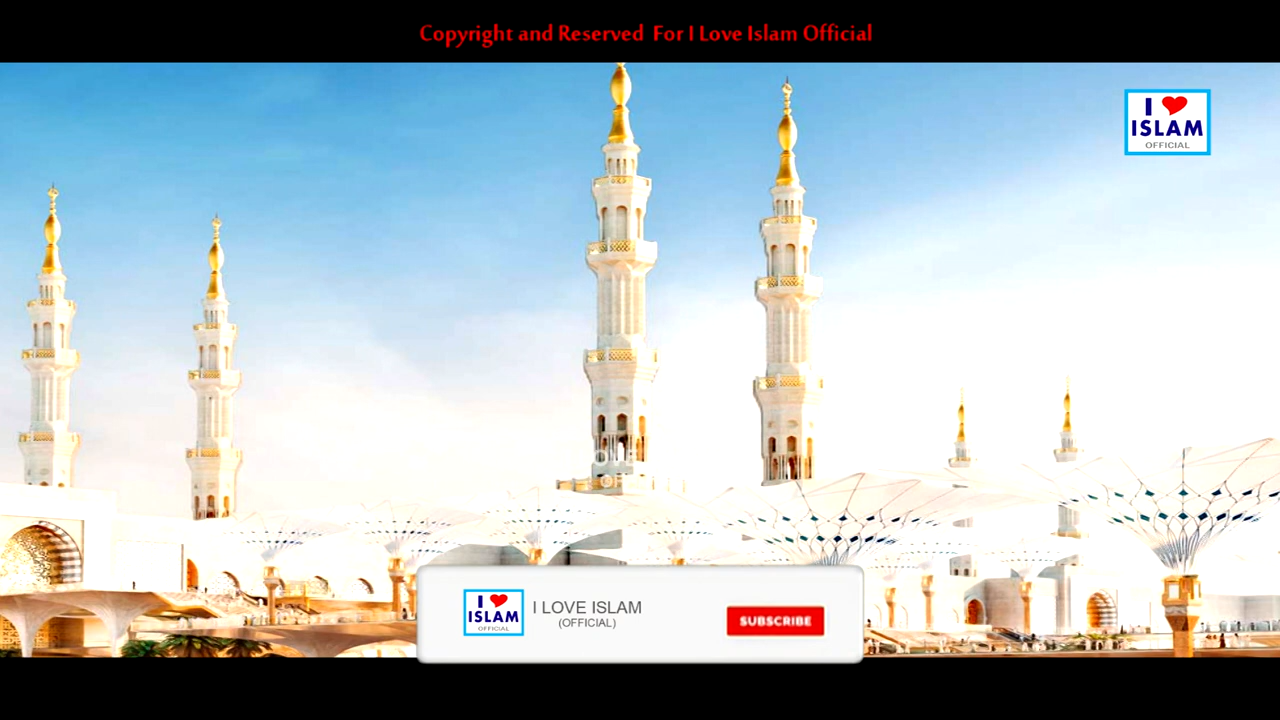 Copyright and Reserved For I Love Islam Official
I ❤
ISLAM
OFFICIAL
I ❤
ISLAM
OFFICIAL
I LOVE ISLAM
(OFFICIAL)
SUBSCRIBE